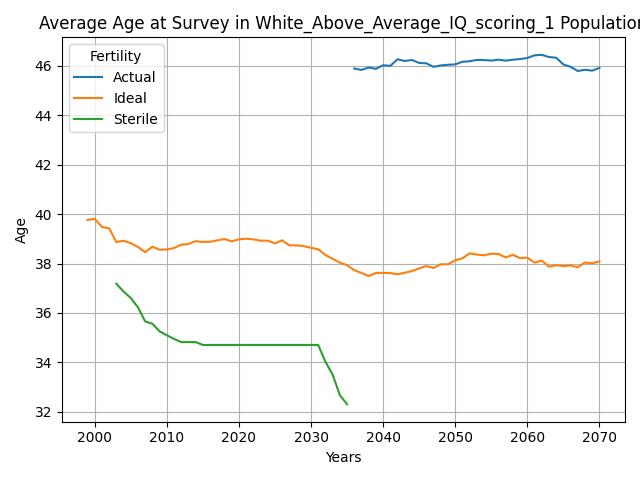 Average Age at Survey in White_Above_Average_IQ_scoring_1 Population
Fertility
Actual
Ideal
Sterile
46
44
42
40
38
36
34
32
Age
2000
2010
2020
2030
2040
2050
2060
2070
Years